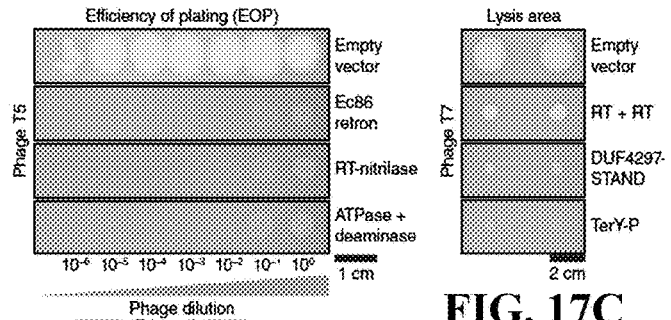 Efficiency of plating (EOP)
Phage T5
Empty
vector
Ec86
retron
RT-nitrilase
ATPase +
deaminase
10⁻⁶ 10⁻⁵ 10⁻⁴ 10⁻³ 10⁻² 10⁻¹ 10⁰
1 cm
Phage dilution
Lysis area
Phage T7
Empty
vector
RT + RT
DUF4297-
STAND
TerY-P
2 cm
FIG. 17C